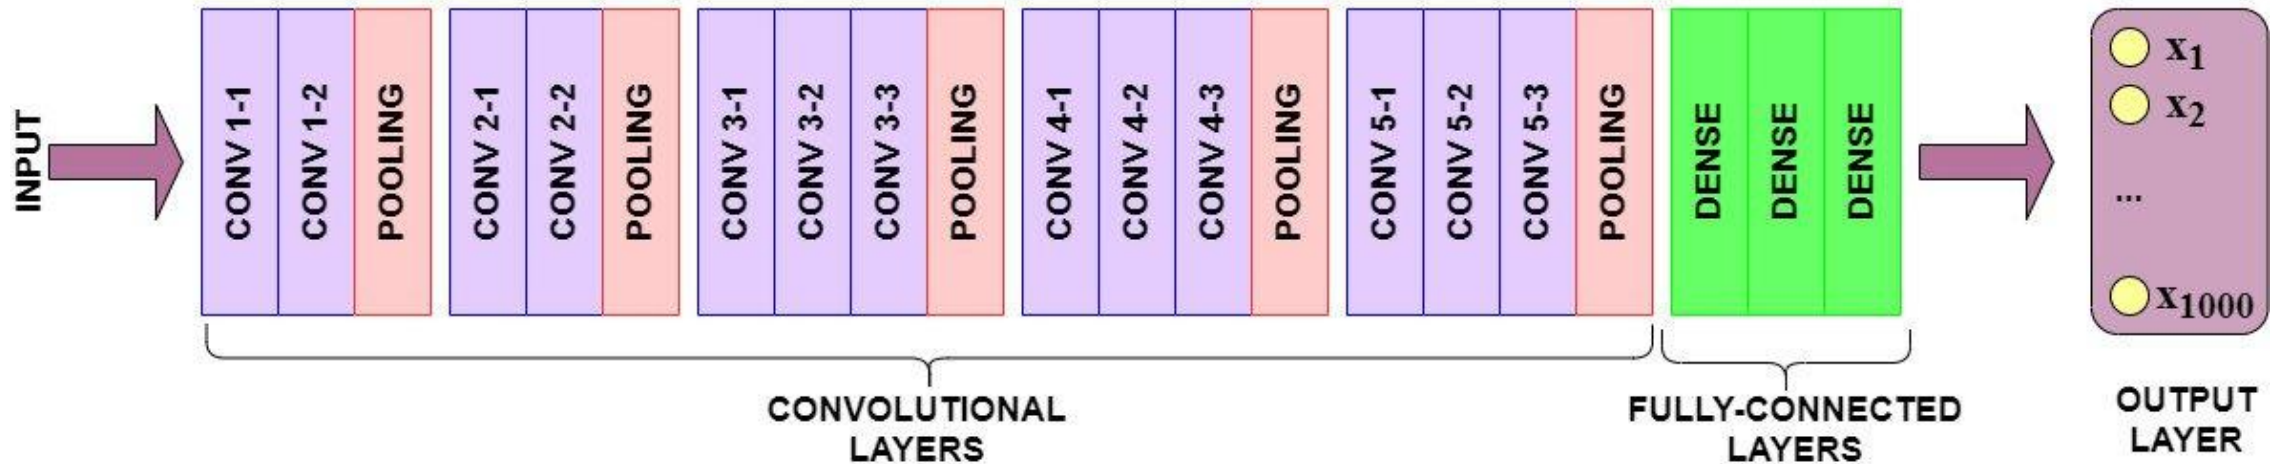 INPUT
CONV 1-1
CONV 1-2
POOLING
CONV 2-1
CONV 2-2
POOLING
CONV 3-1
CONV 3-2
CONV 3-3
POOLING
CONV 4-1
CONV 4-2
CONV 4-3
POOLING
CONV 5-1
CONV 5-2
CONV 5-3
POOLING
DENSE
DENSE
DENSE
x1
x2
...
x1000
CONVOLUTIONAL
LAYERS
FULLY-CONNECTED
LAYERS
OUTPUT
LAYER